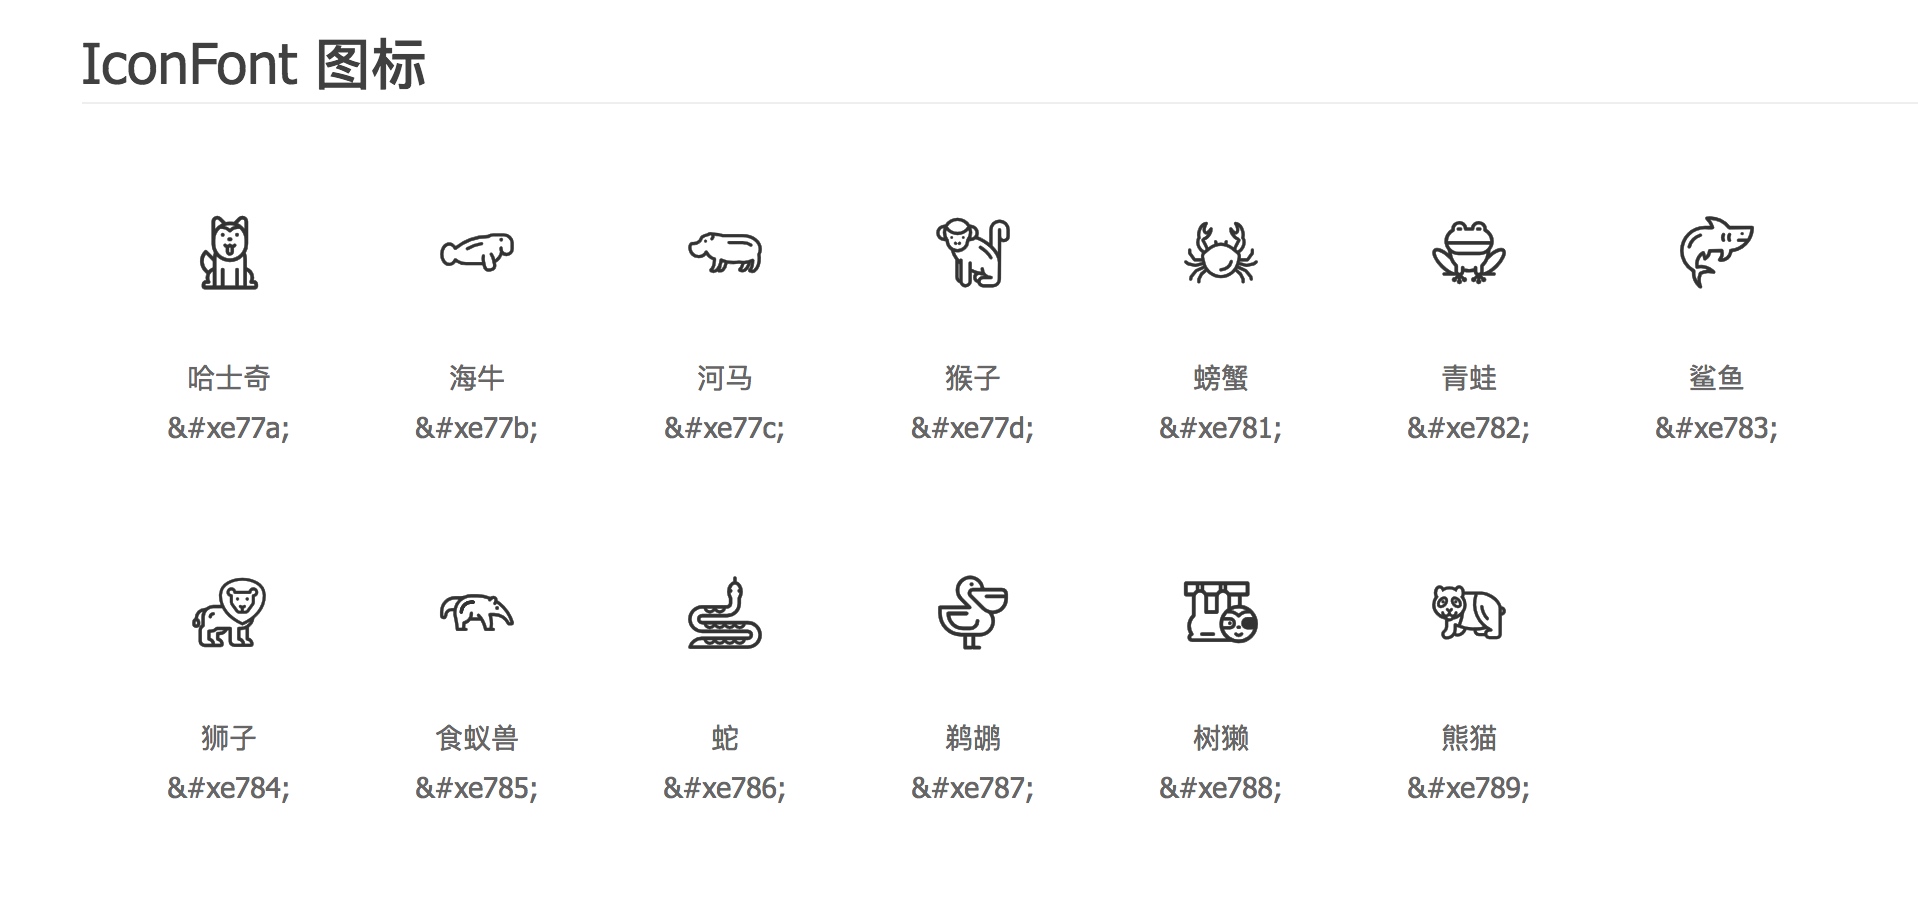 IconFont 图标
哈士奇 海牛 河马 猴子 螃蟹 青蛙 鲨鱼
&#xe77a; &#xe77b; &#xe77c; &#xe77d; &#xe781; &#xe782; &#xe783;
狮子 食蚁兽 蛇 鹈鹕 树獭 熊猫
&#xe784; &#xe785; &#xe786; &#xe787; &#xe788; &#xe789;